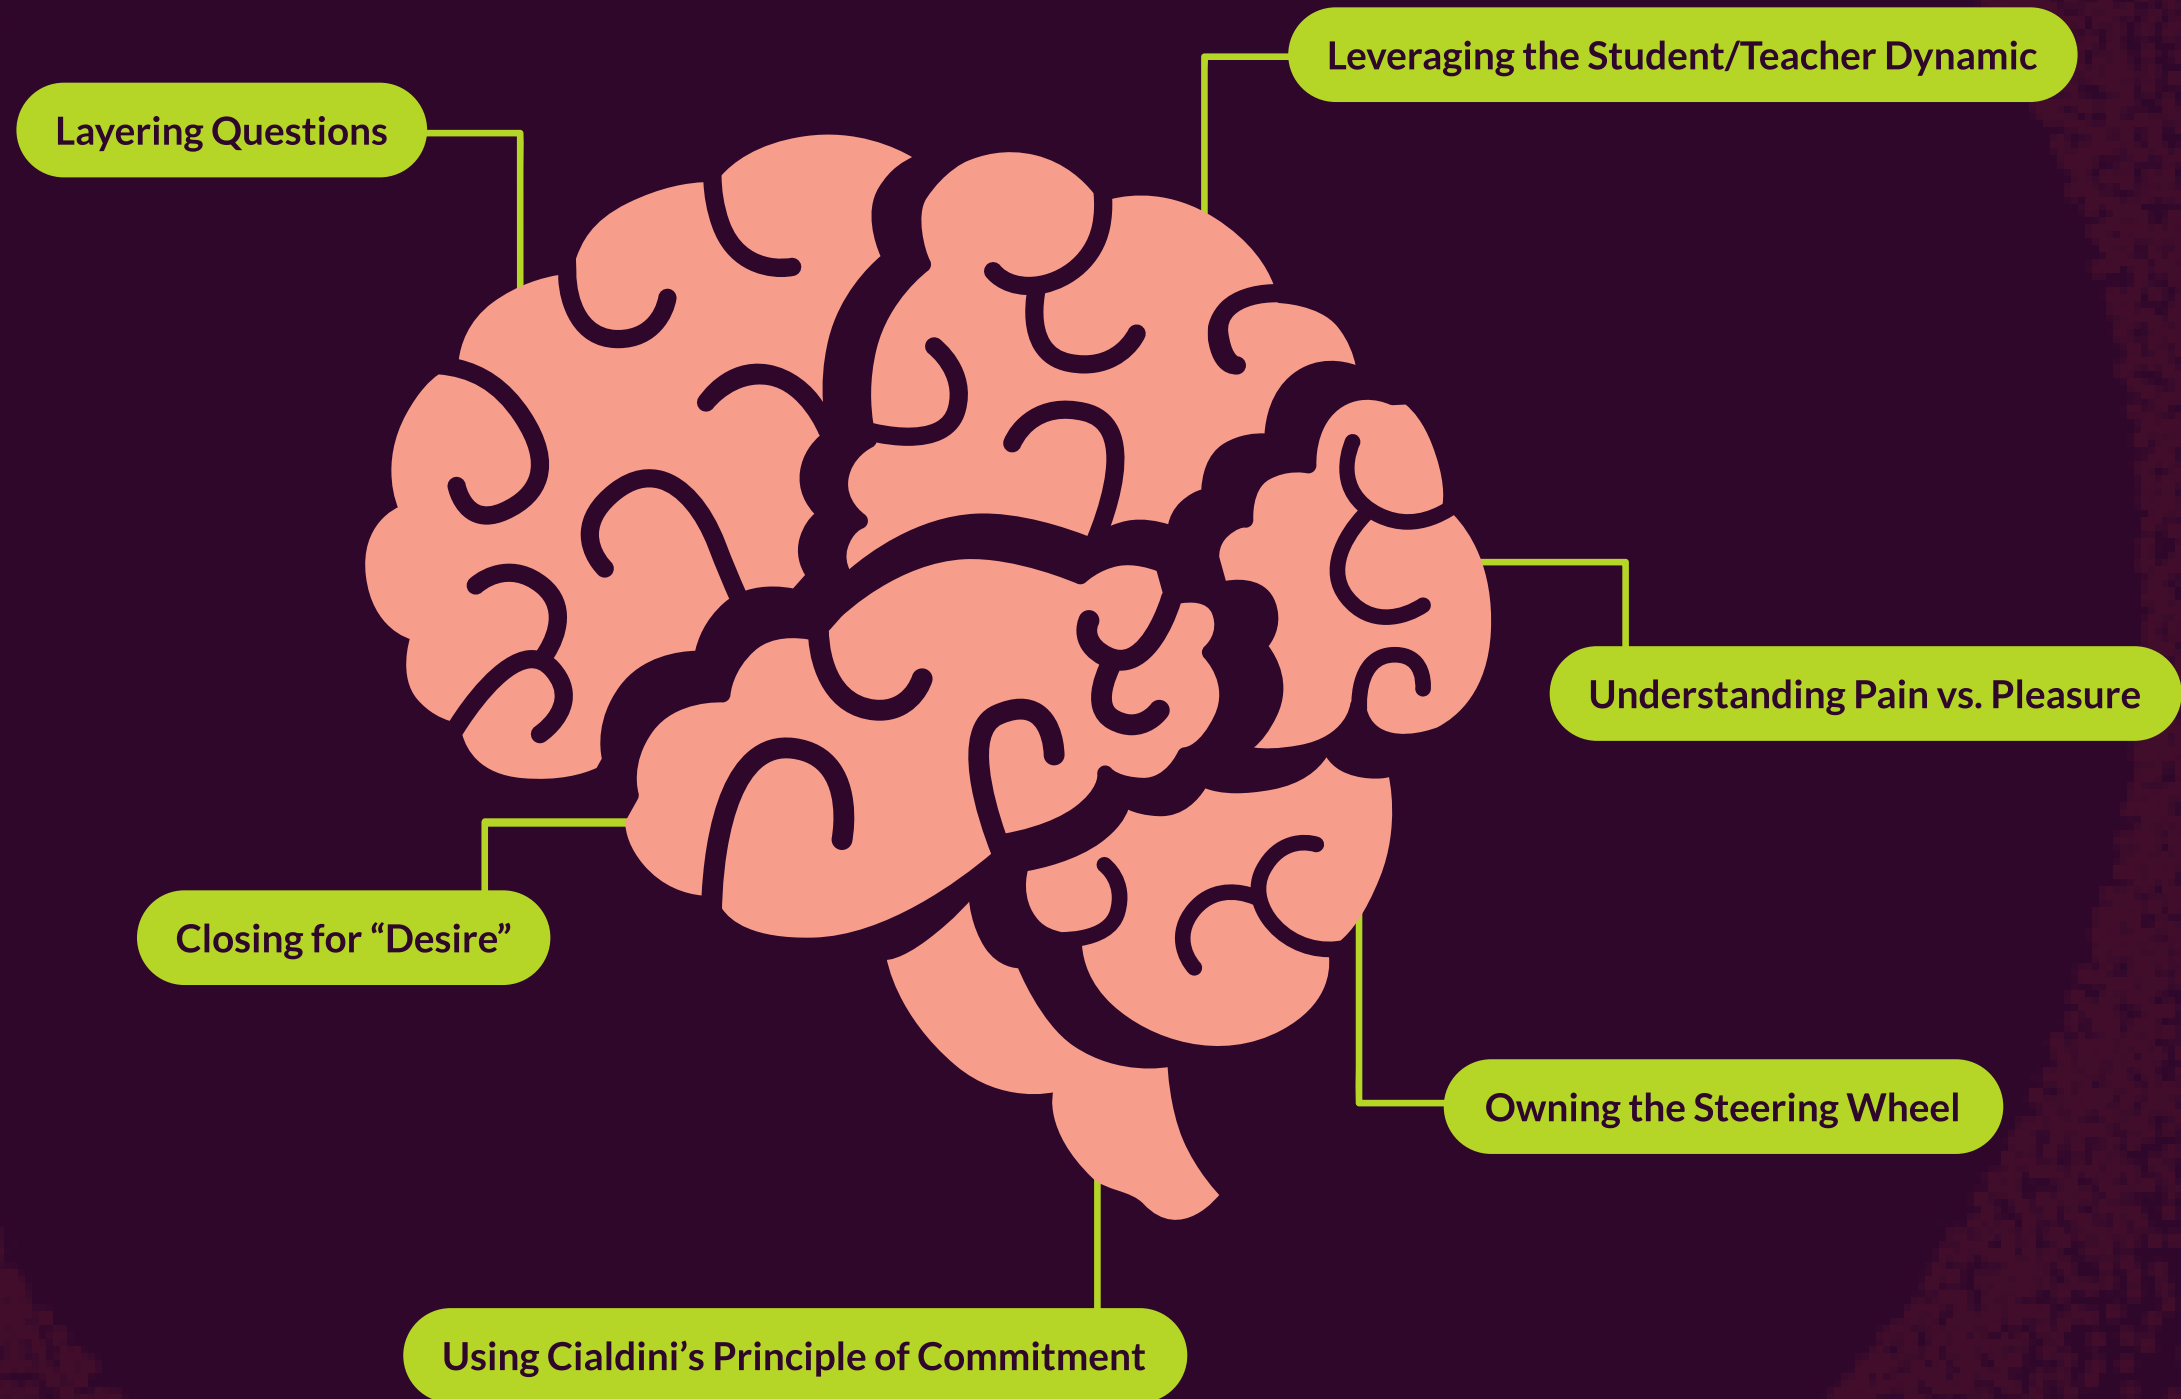 Leveraging the Student/Teacher Dynamic
Layering Questions
Understanding Pain vs. Pleasure
Closing for “Desire”
Owning the Steering Wheel
Using Cialdini’s Principle of Commitment